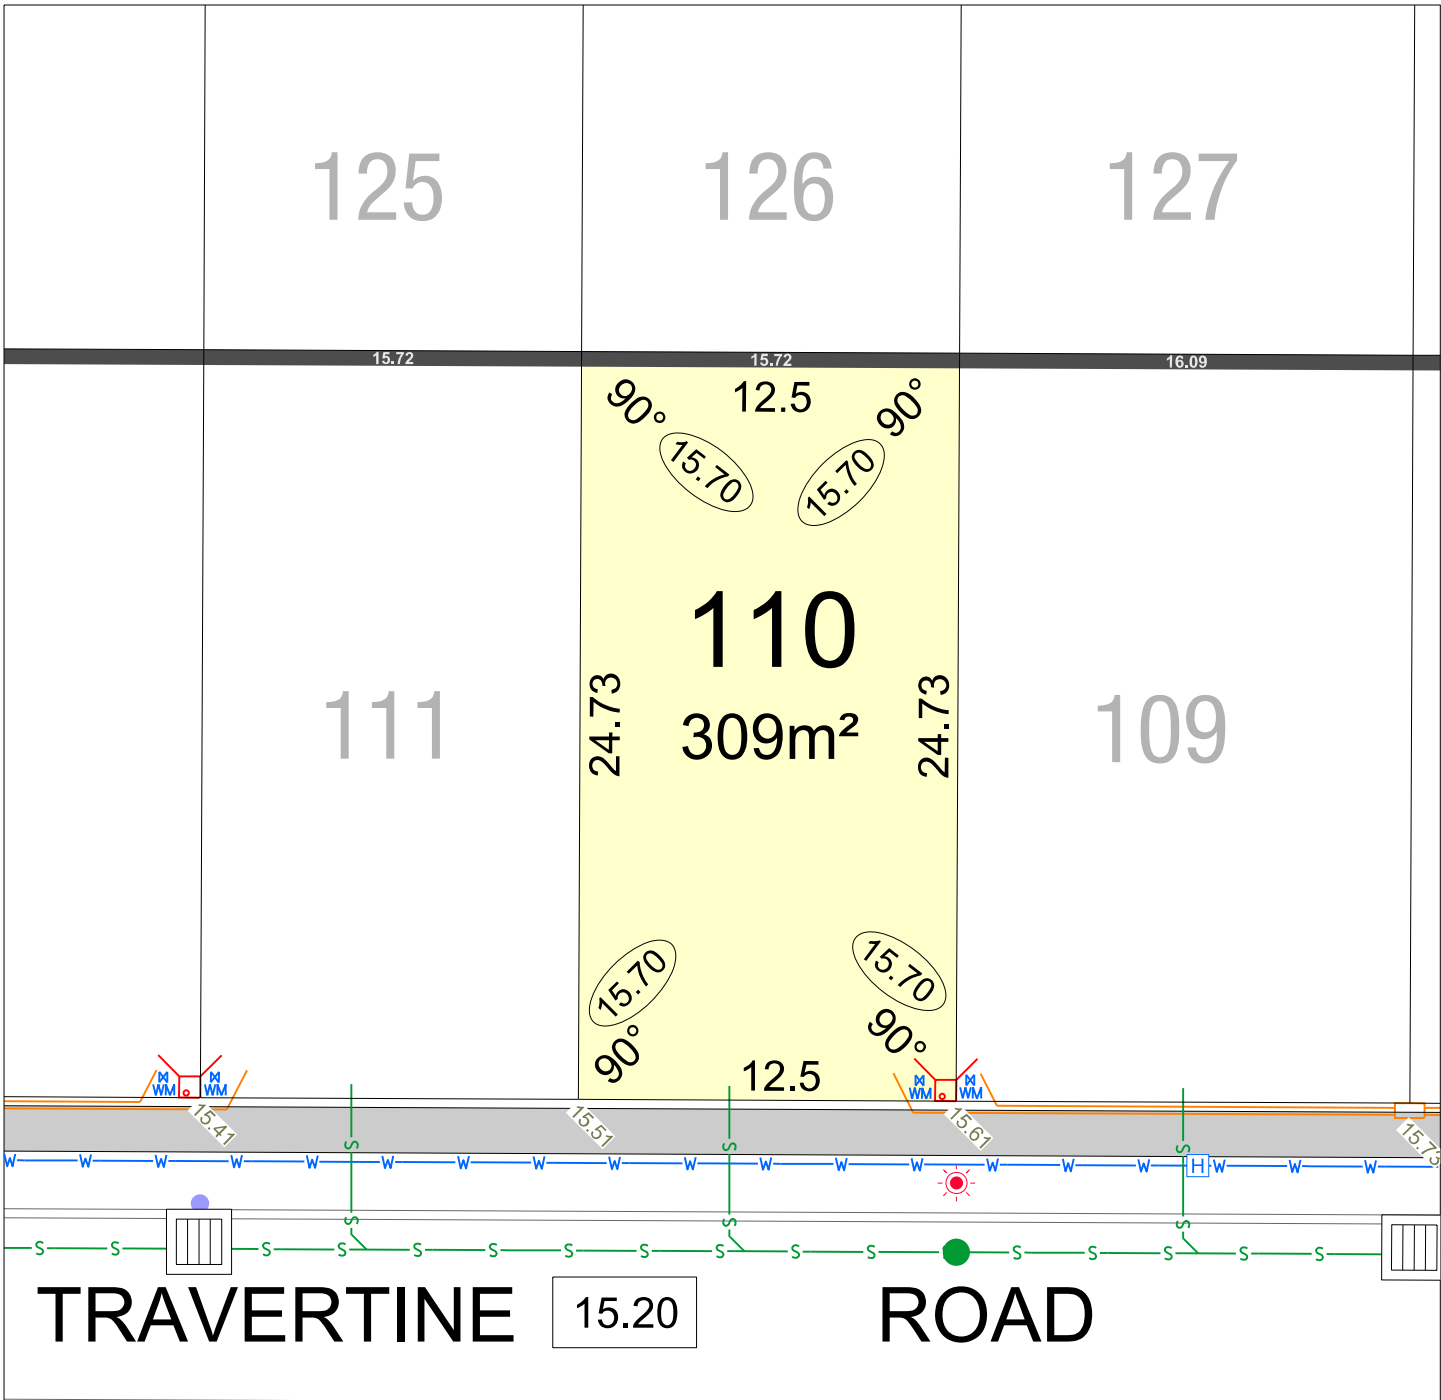 125
126
127
15.72
15.72
16.09
90°
12.5
90°
15.70
15.70
110
309m²
24.73
24.73
111
109
15.70
15.70
90°
90°
12.5
WM
WM
WM
WM
15.41
15.51
15.61
15.73
S
S
S
W W W W W W W W W W W W W W W W H W W W
S
S
S
S S S S S S S S S S S S S S S S
TRAVERTINE 15.20 ROAD